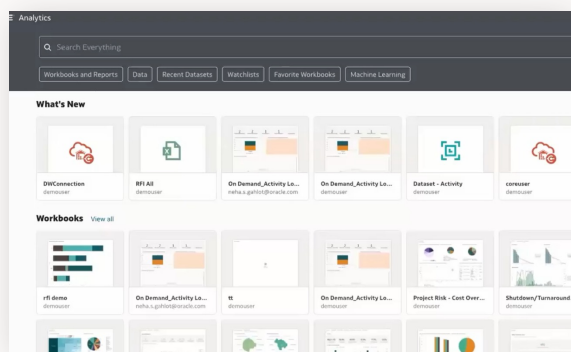 Analytics
Search Everything
Workbooks and Reports Data Recent Datasets Watchlists Favorite Workbooks Machine Learning
What's New
DWConnection RFI All On Demand_Activity Lo... On Demand_Activity Lo... Dataset - Activity coreuser
demouser demouser neha.s.gahlot@oracle.com demouser demouser demouser
Workbooks View all
rfi demo On Demand_Activity Lo... tt On Demand_Activity Lo... Project Risk - Cost Over... Shutdown/Turnaround
demouser neha.s.gahlot@oracle.com demouser demouser demouser demouser